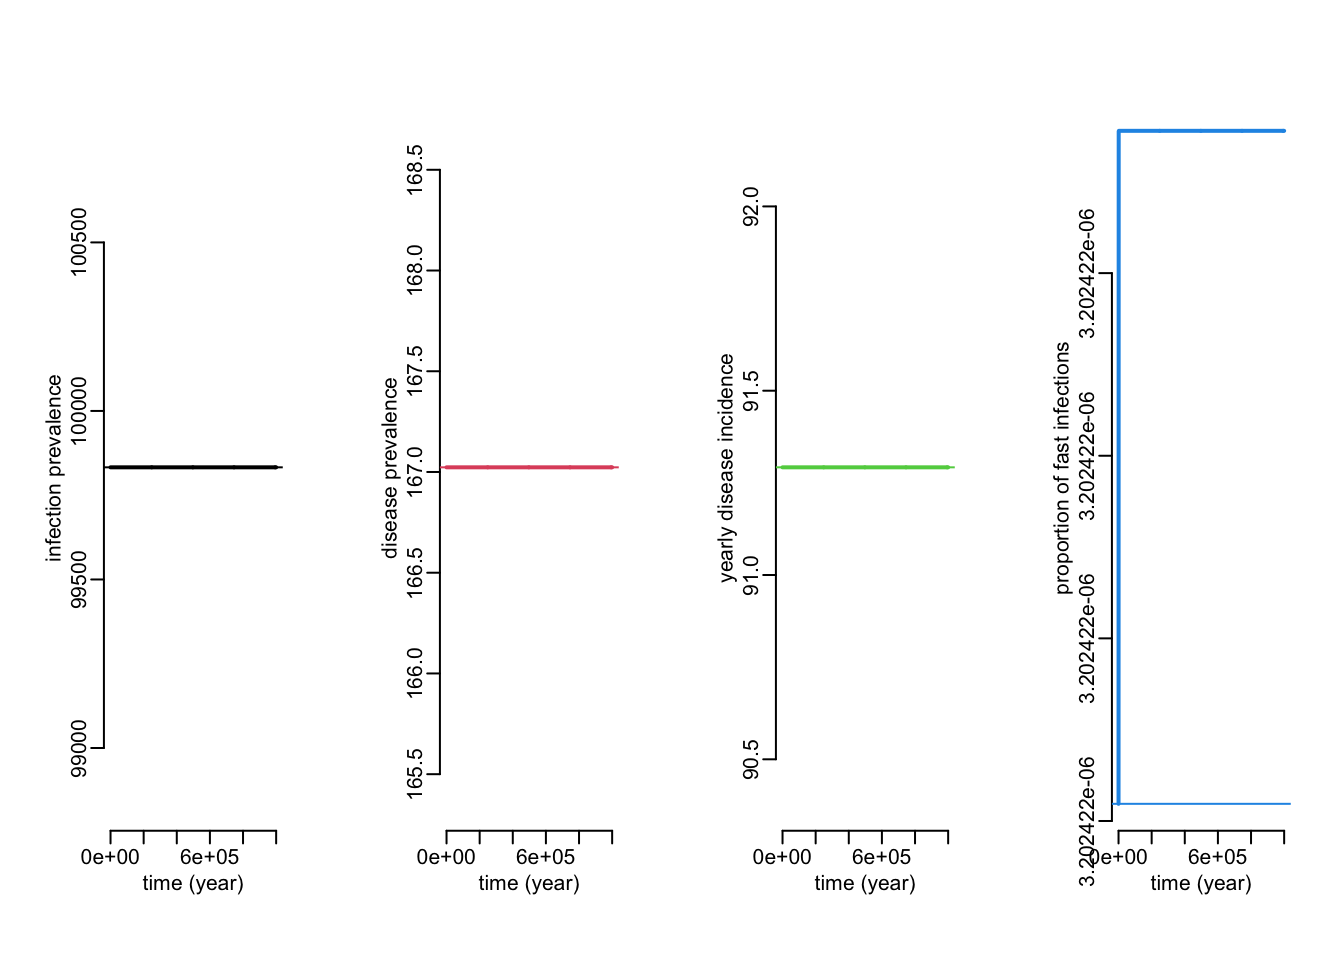 infection prevalence
99000
99500
100000
100500
0e+00
6e+05
time (year)
disease prevalence
165.5
166.0
166.5
167.0
167.5
168.0
168.5
0e+00
6e+05
time (year)
yearly disease incidence
90.5
91.0
91.5
92.0
0e+00
6e+05
time (year)
proportion of fast infections
3.202422e-06
3.202422e-06
3.202422e-06
3.202422e-06
0e+00
6e+05
time (year)